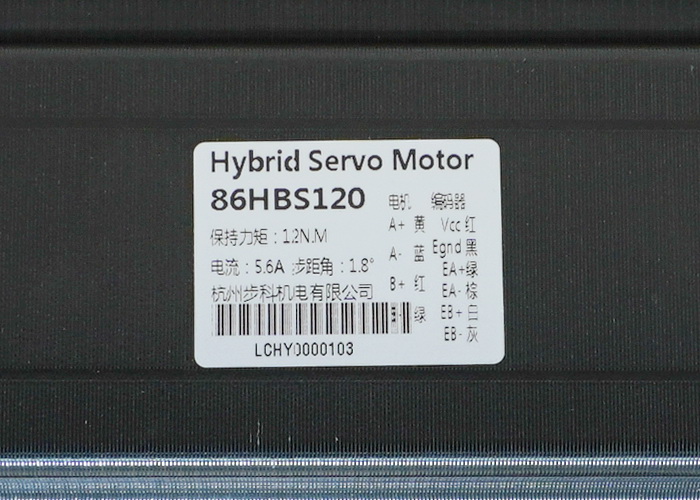 Hybrid Servo Motor
86HBS120
保持力矩：12N.M
电流：5.6A 步距角：1.8°
杭州步科机电有限公司
LCHY0000103
电机 编码器
A+ 黄 Vcc 红
A- 蓝 Egnd 黑
EA+绿
B+ 红 EA- 棕
B- 绿 EB+白
EB-灰